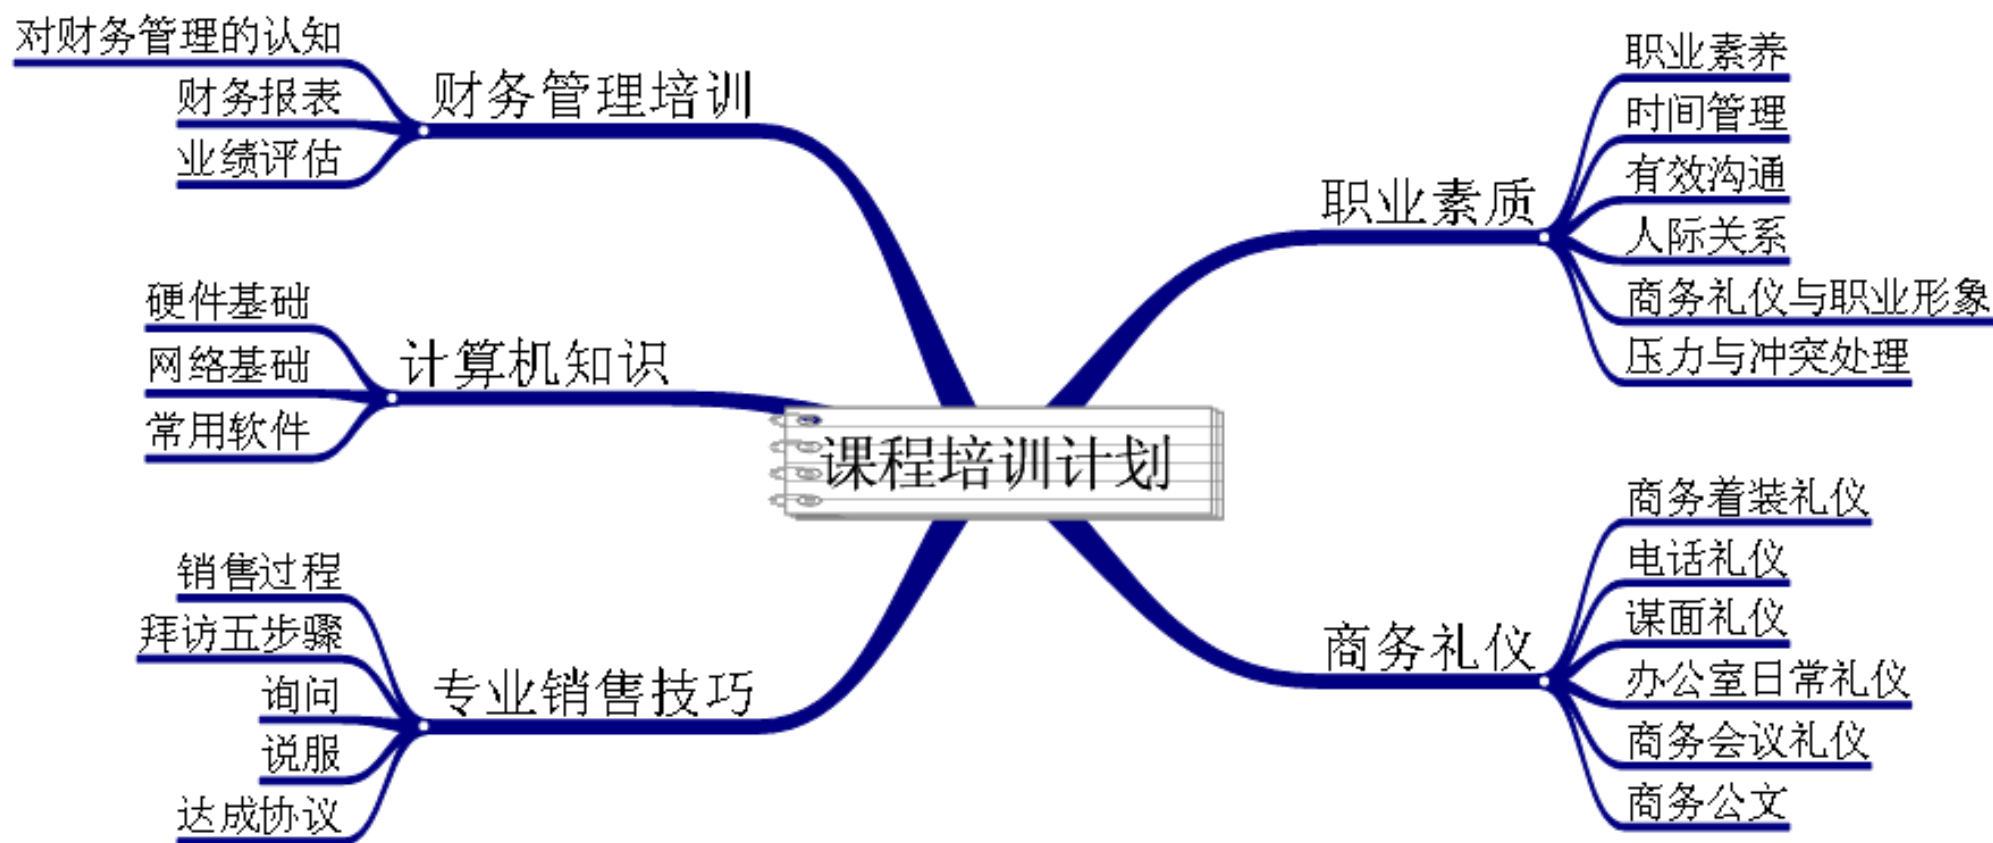 课程培训计划
职业素质
职业素养
时间管理
有效沟通
人际关系
商务礼仪与职业形象
压力与冲突处理
商务礼仪
商务着装礼仪
电话礼仪
谋面礼仪
办公室日常礼仪
商务会议礼仪
商务公文
财务管理培训
对财务管理的认知
财务报表
业绩评估
计算机知识
硬件基础
网络基础
常用软件
专业销售技巧
销售过程
拜访五步骤
询问
说服
达成协议